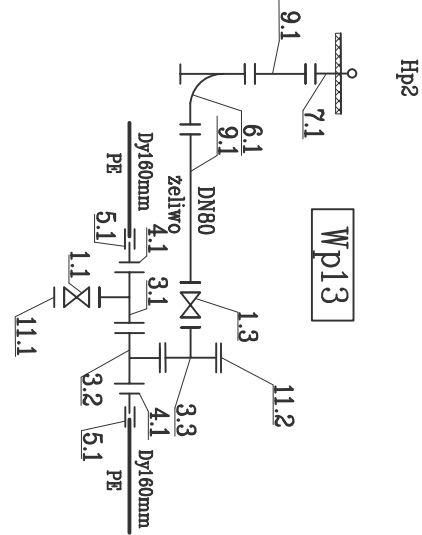 Hp2
Wp13
9.1
7.1
6.1
9.1
DN80
żeliwo
Dy160mm
PE
5.1
4.1
3.1
1.1
11.1
1.3
11.2
3.2
3.3
4.1
5.1
Dy160mm
PE